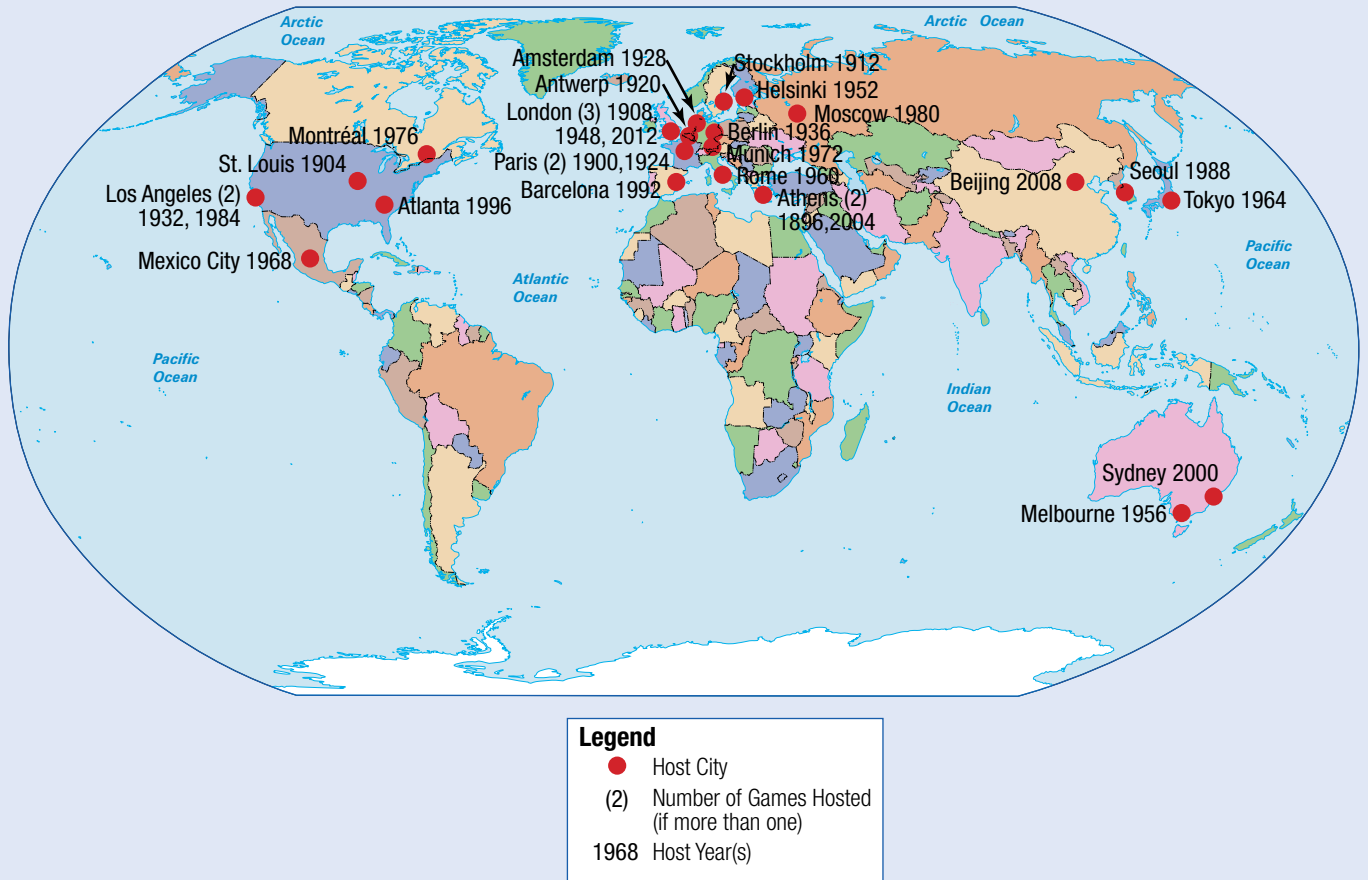 Arctic
Ocean
Arctic Ocean
Amsterdam 1928
Stockholm 1912
Antwerp 1920
Helsinki 1952
London (3) 1908,
1948, 2012
Moscow 1980
Montréal 1976
Berlin 1936
St. Louis 1904
Paris (2) 1900,1924
Munich 1972
Barcelona 1992
Rome 1960
Los Angeles (2)
1932, 1984
Atlanta 1996
Athens (2)
1896,2004
Beijing 2008
Seoul 1988
Tokyo 1964
Mexico City 1968
Atlantic
Ocean
Pacific
Ocean
Pacific
Ocean
Indian
Ocean
Sydney 2000
Melbourne 1956
Legend
Host City
(2) Number of Games Hosted
(if more than one)
1968 Host Year(s)